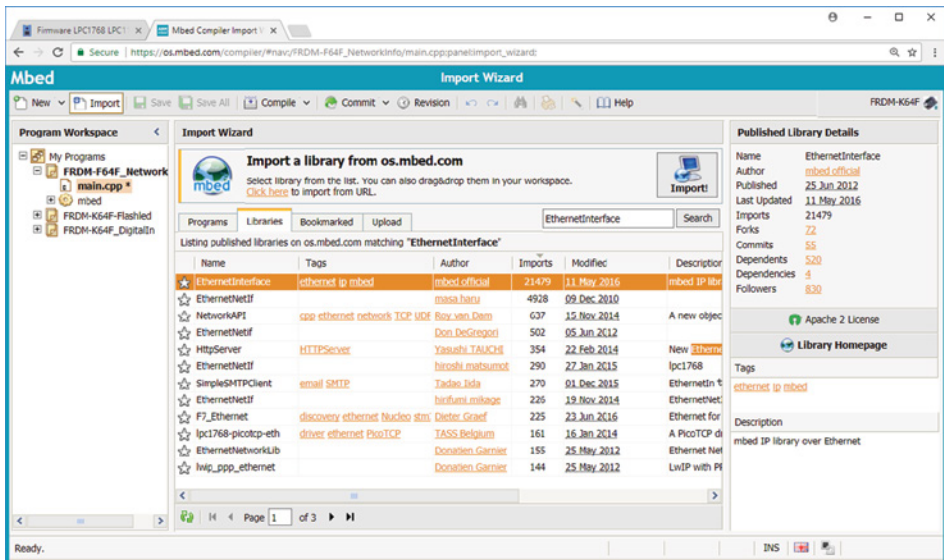 Firmware LPC1768 LPC1
Mbed Compiler Import
Secure https://os.mbed.com/compiler/#nav:/FRDM-F64F_NetworkInfo/main.cpp;panel:import_wizard;
Mbed Import Wizard
New Import Save Save All Compile Commit Revision Help FRDM-K64F
Program Workspace
My Programs
FRDM-F64F_Network
main.cpp *
mbed
FRDM-K64F-Flashled
FRDM-K64F_DigitalIn
Import Wizard
mbed
Import a library from os.mbed.com
Select library from the list. You can also drag&drop them in your workspace.
Click here to import from URL.
Import!
Programs Libraries Bookmarked Upload EthernetInterface Search
Listing published libraries on os.mbed.com matching "EthernetInterface"
Name Tags Author Imports Modified Description
EthernetInterface ethernet ip mbed mbed official 21479 11 May 2016 mbed IP libr
EthernetNetIf masa haru 4928 09 Dec 2010
NetworkAPI cpp ethernet network TCP UDF Roy van Dam 637 15 Nov 2014 A new objec
EthernetNetif Don DeGregori 502 05 Jun 2012
HttpServer HTTPServer Yasushi TAUCHI 354 22 Feb 2014 New Etherne
EthernetNetIf hiroshi matsumot 290 27 Jan 2015 lpc1768
SimpleSMTPClient email SMTP Tadao Iida 270 01 Dec 2015 EthernetIn
EthernetNetIf hirifumi mikage 226 19 Nov 2014 EthernetNet
F7_Ethernet discovery ethernet Nucleo stm Dieter Graef 225 23 Jun 2016 Ethernet for
lpc1768-picotcp-eth driver ethernet PicoTCP TASS Belgium 161 16 Jan 2014 A PicoTCP d
EthernetNetworkLib Donatien Garnier 155 25 May 2012 Ethernet Net
lwip_ppp_ethernet Donatien Garnier 144 25 May 2012 LwIP with PP
Page 1 of 3
Published Library Details
Name EthernetInterface
Author mbed official
Published 25 Jun 2012
Last Updated 11 May 2016
Imports 21479
Forks 72
Commits 55
Dependents 520
Dependencies 4
Followers 830
Apache 2 License
Library Homepage
Tags
ethernet ip mbed
Description
mbed IP library over Ethernet
Ready. INS